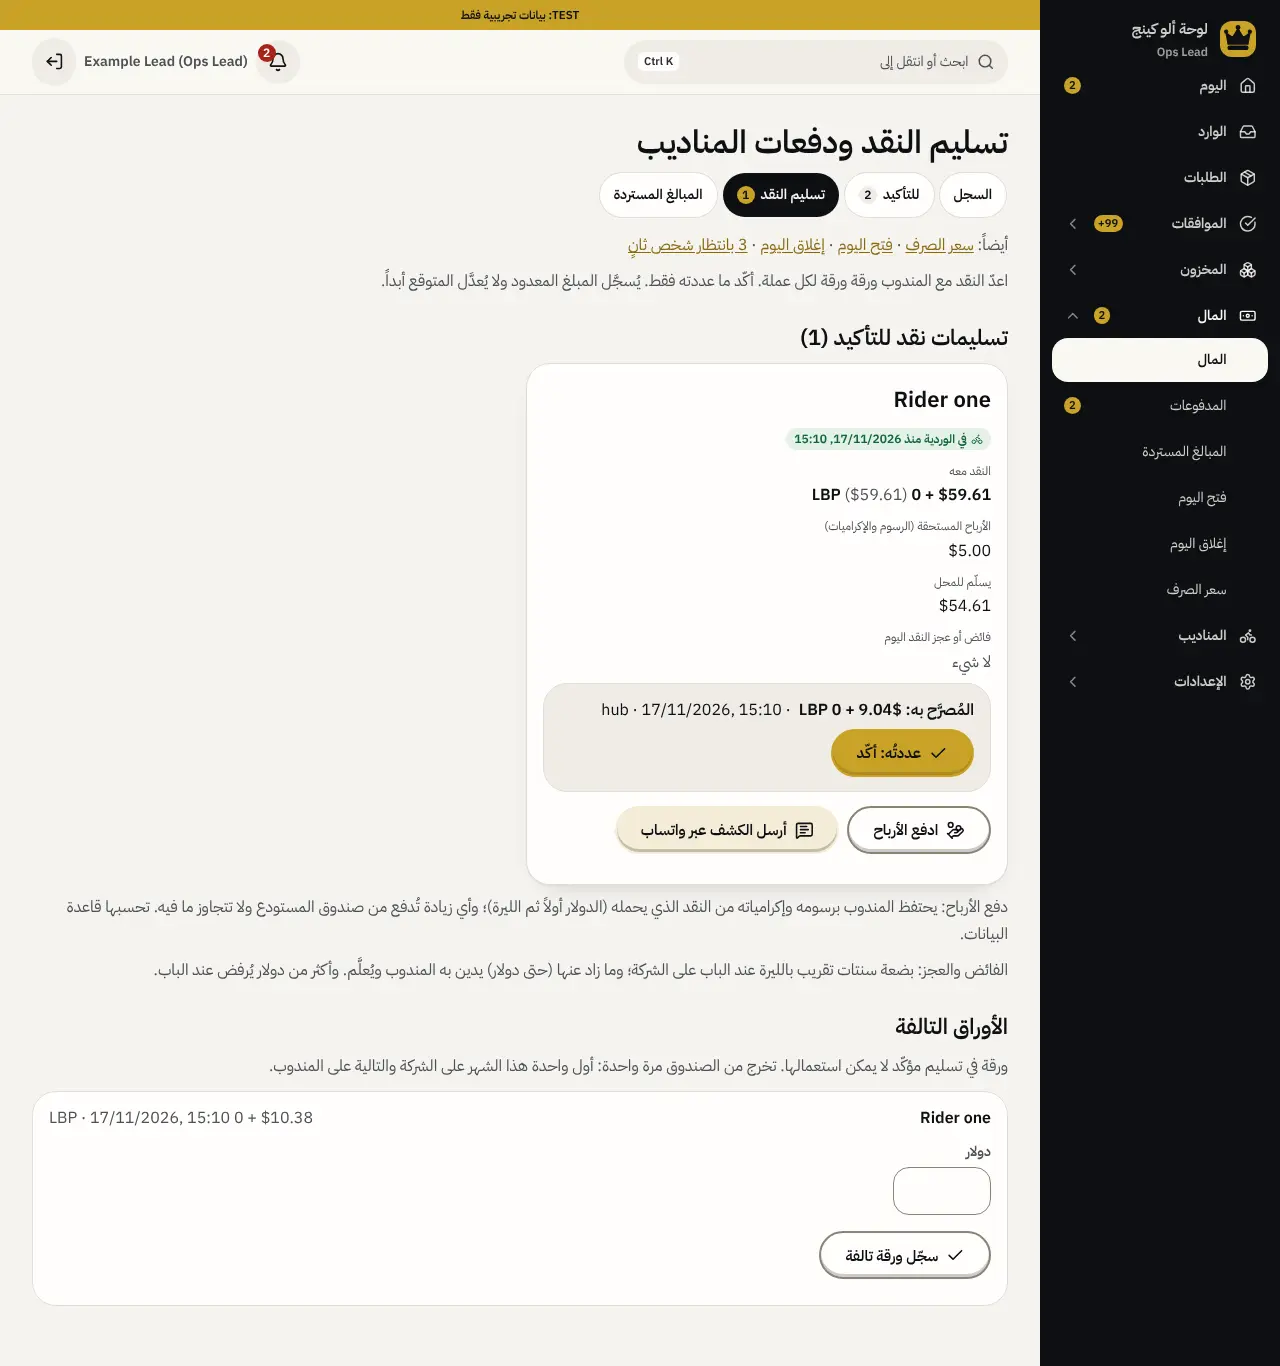 TEST: بيانات تجريبية فقط
لوحة ألو كينج
Ops Lead
اليوم 2
الوارد
الطلبات
الموافقات 99+
المخزون
المال 2
المال
المدفوعات 2
المبالغ المستردة
فتح اليوم
إغلاق اليوم
سعر الصرف
المناديب
الإعدادات
ابحث أو انتقل إلى Ctrl K
2 Example Lead (Ops Lead)
تسليم النقد ودفعات المناديب
السجل للتأكيد 2 تسليم النقد 1 المبالغ المستردة
أيضاً: سعر الصرف · فتح اليوم · إغلاق اليوم · 3 بانتظار شخص ثانٍ
اعدّ النقد مع المندوب ورقة ورقة لكل عملة. أكّد ما عددته فقط. يُسجَّل المبلغ المعدود ولا يُعدَّل المتوقع أبداً.
تسليمات نقد للتأكيد (1)
Rider one
في الوردية منذ 17/11/2026, 15:10
النقد معه
$59.61 + 0 LBP ($59.61)
الأرباح المستحقة (الرسوم والإكراميات)
$5.00
يسلّم للمحل
$54.61
فائض أو عجز النقد اليوم
لا شيء
المُصرَّح به: $9.04 + 0 LBP · hub · 17/11/2026, 15:10
عددتُه: أكّد
ادفع الأرباح
أرسل الكشف عبر واتساب
دفع الأرباح: يحتفظ المندوب برسومه وإكرامياته من النقد الذي يحمله (الدولار أولاً ثم الليرة)؛ وأي زيادة تُدفع من صندوق المستودع ولا تتجاوز ما فيه. تحسبها قاعدة
البيانات.
الفائض والعجز: بضعة سنتات تقريب بالليرة عند الباب على الشركة؛ وما زاد عنها (حتى دولار) يدين به المندوب ويُعلَّم. وأكثر من دولار يُرفض عند الباب.
الأوراق التالفة
ورقة في تسليم مؤكّد لا يمكن استعمالها. تخرج من الصندوق مرة واحدة: أول واحدة هذا الشهر على الشركة والتالية على المندوب.
Rider one $10.38 + 0 LBP · 17/11/2026, 15:10
دولار
سجّل ورقة تالفة